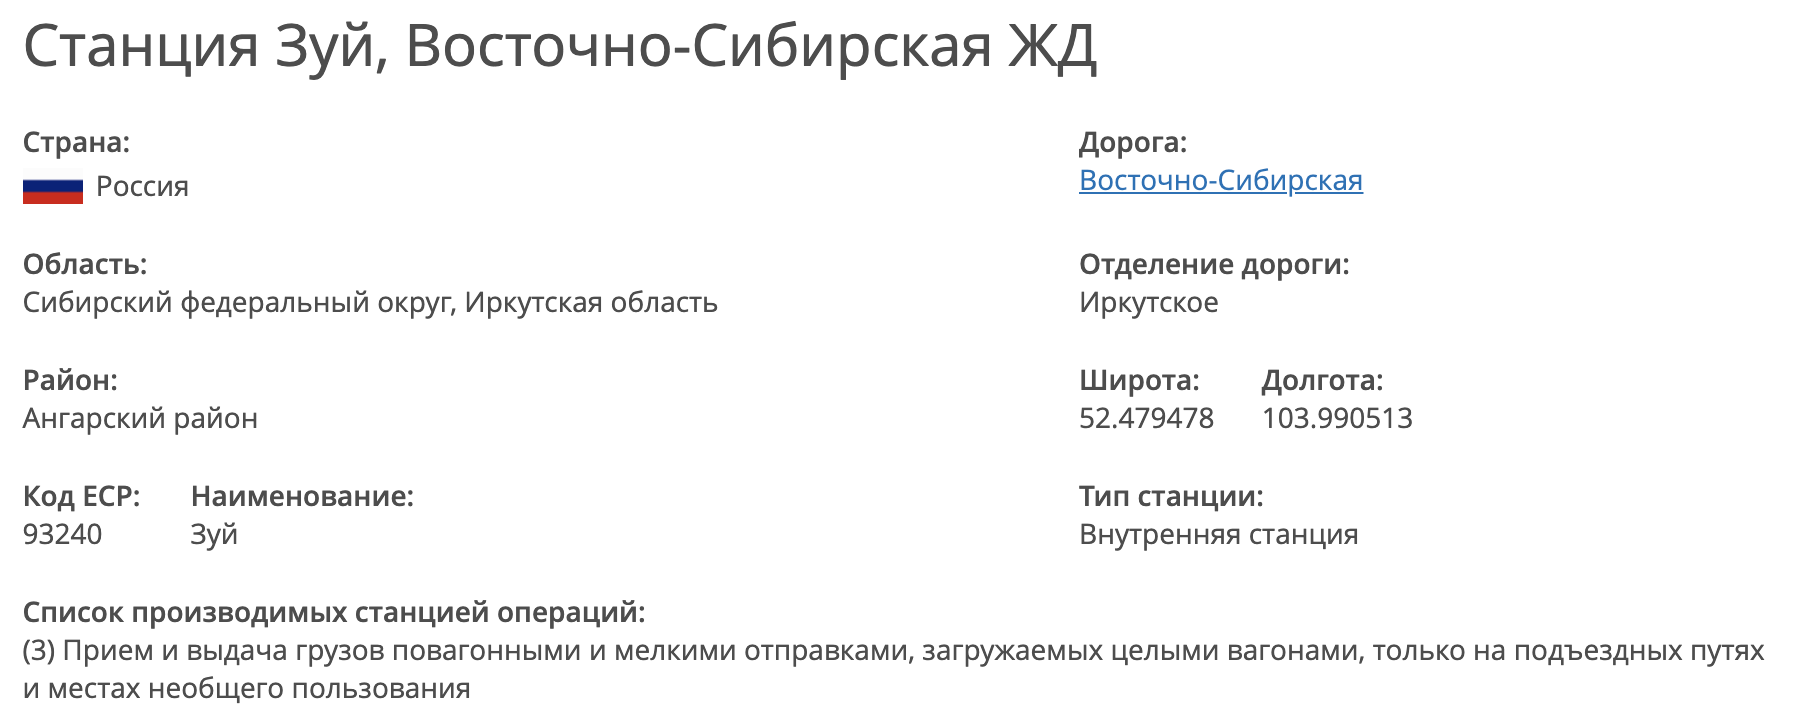 Станция Зуй, Восточно-Сибирская ЖД
Страна:
Россия
Дорога:
Восточно-Сибирская
Область:
Сибирский федеральный округ, Иркутская область
Отделение дороги:
Иркутское
Район:
Ангарский район
Широта: Долгота:
52.479478 103.990513
Код ЕСР: Наименование:
93240 Зуй
Тип станции:
Внутренняя станция
Список производимых станцией операций:
(3) Прием и выдача грузов повагонными и мелкими отправками, загружаемых целыми вагонами, только на подъездных путях
и местах необщего пользования